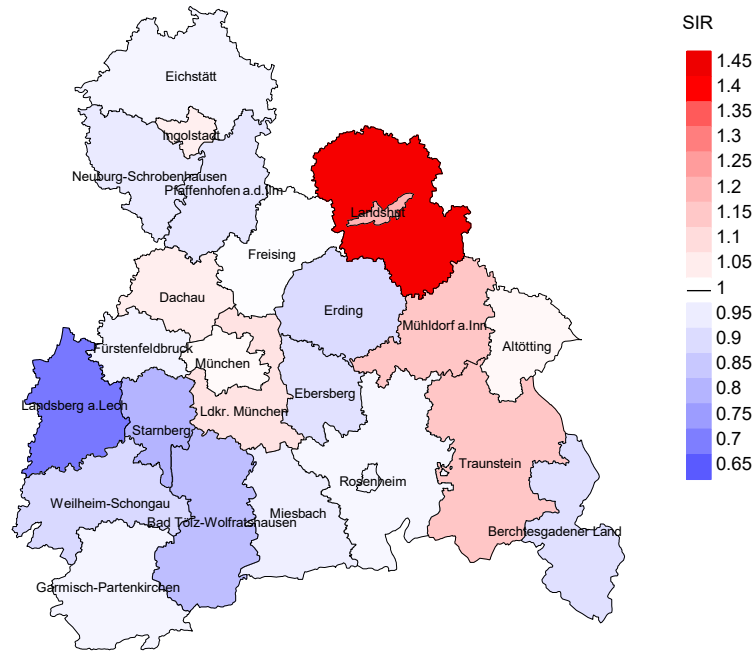 SIR
1.45
1.4
1.35
1.3
1.25
1.2
1.15
1.1
1.05
1
0.95
0.9
0.85
0.8
0.75
0.7
0.65
Eichstätt
Ingolstadt
Neuburg-Schrobenhausen
Pfaffenhofen a.d.Ilm
Landshut
Freising
Dachau
Erding
Mühldorf a.Inn
Fürstenfeldbruck
München
Altötting
Ebersberg
Landsberg a.Lech
Ldkr. München
Starnberg
Traunstein
Rosenheim
Weilheim-Schongau
Miesbach
Bad Tölz-Wolfratshausen
Berchtesgadener Land
Garmisch-Partenkirchen